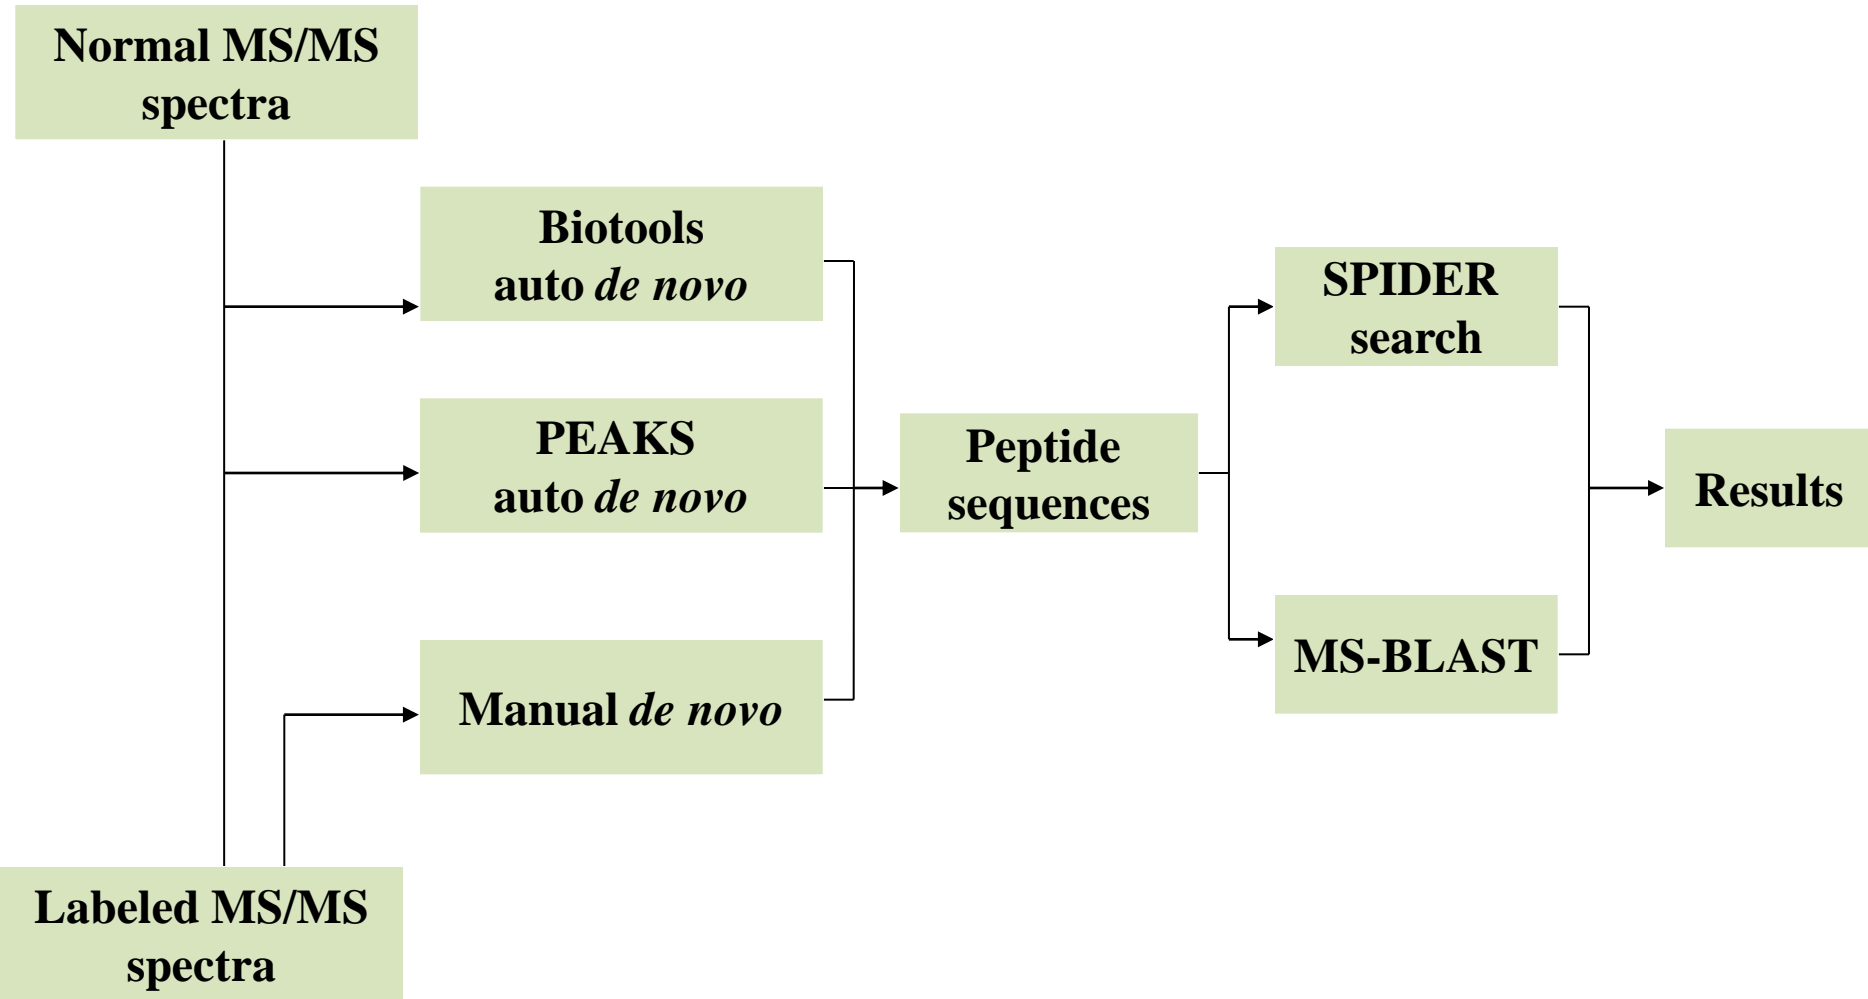 Normal MS/MS
spectra
Biotools
auto de novo
PEAKS
auto de novo
Manual de novo
Labeled MS/MS
spectra
Peptide
sequences
SPIDER
search
MS-BLAST
Results